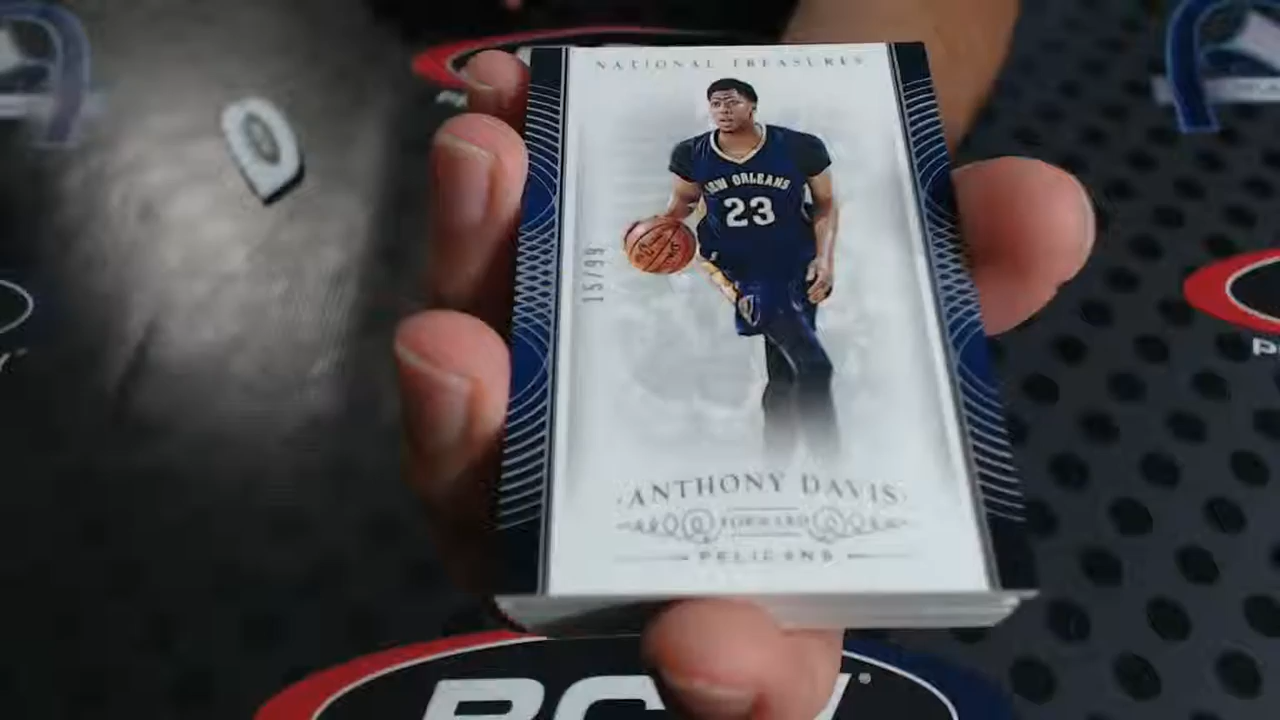 NATIONAL TREASURES
NEW ORLEANS
23
15/99
ANTHONY DAVIS
FORWARD
PELICANS